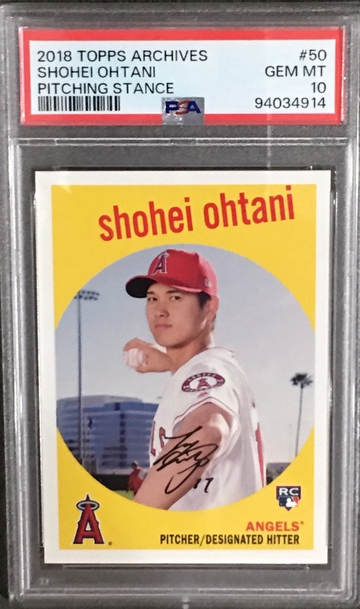 2018 TOPPS ARCHIVES #50
SHOHEI OHTANI GEM MT
PITCHING STANCE 10
PSA 94034914
shohei ohtani
A
A
17
RC
ANGELS
PITCHER/DESIGNATED HITTER